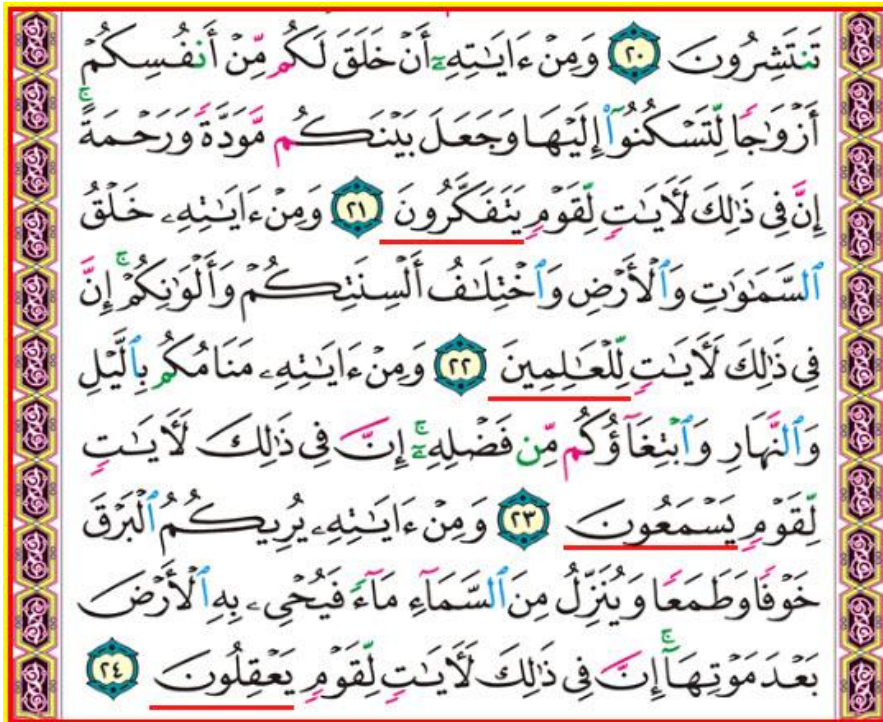 تَنتَشِرُونَ ٢٠ وَمِنْ ءَايَٰتِهِۦٓ أَنْ خَلَقَ لَكُم مِّنْ أَنفُسِكُمْ
أَزْوَٰجًا لِّتَسْكُنُوٓا۟ إِلَيْهَا وَجَعَلَ بَيْنَكُم مَّوَدَّةً وَرَحْمَةً ۚ
إِنَّ فِى ذَٰلِكَ لَـَٔايَٰتٍ لِّقَوْمٍ يَتَفَكَّرُونَ ٢١ وَمِنْ ءَايَٰتِهِۦ خَلْقُ
ٱلسَّمَٰوَٰتِ وَٱلْأَرْضِ وَٱخْتِلَٰفُ أَلْسِنَتِكُمْ وَأَلْوَٰنِكُمْ ۚ إِنَّ
فِى ذَٰلِكَ لَـَٔايَٰتٍ لِّلْعَٰلِمِينَ ٢٢ وَمِنْ ءَايَٰتِهِۦ مَنَامُكُم بِٱلَّيْلِ
وَٱلنَّهَارِ وَٱبْتِغَآؤُكُم مِّن فَضْلِهِۦٓ ۚ إِنَّ فِى ذَٰلِكَ لَـَٔايَٰتٍ
لِّقَوْمٍ يَسْمَعُونَ ٢٣ وَمِنْ ءَايَٰتِهِۦ يُرِيكُمُ ٱلْبَرْقَ
خَوْفًا وَطَمَعًا وَيُنَزِّلُ مِنَ ٱلسَّمَآءِ مَآءً فَيُحْىِۦ بِهِ ٱلْأَرْضَ
بَعْدَ مَوْتِهَآ ۚ إِنَّ فِى ذَٰلِكَ لَـَٔايَٰتٍ لِّقَوْمٍ يَعْقِلُونَ ٢٤